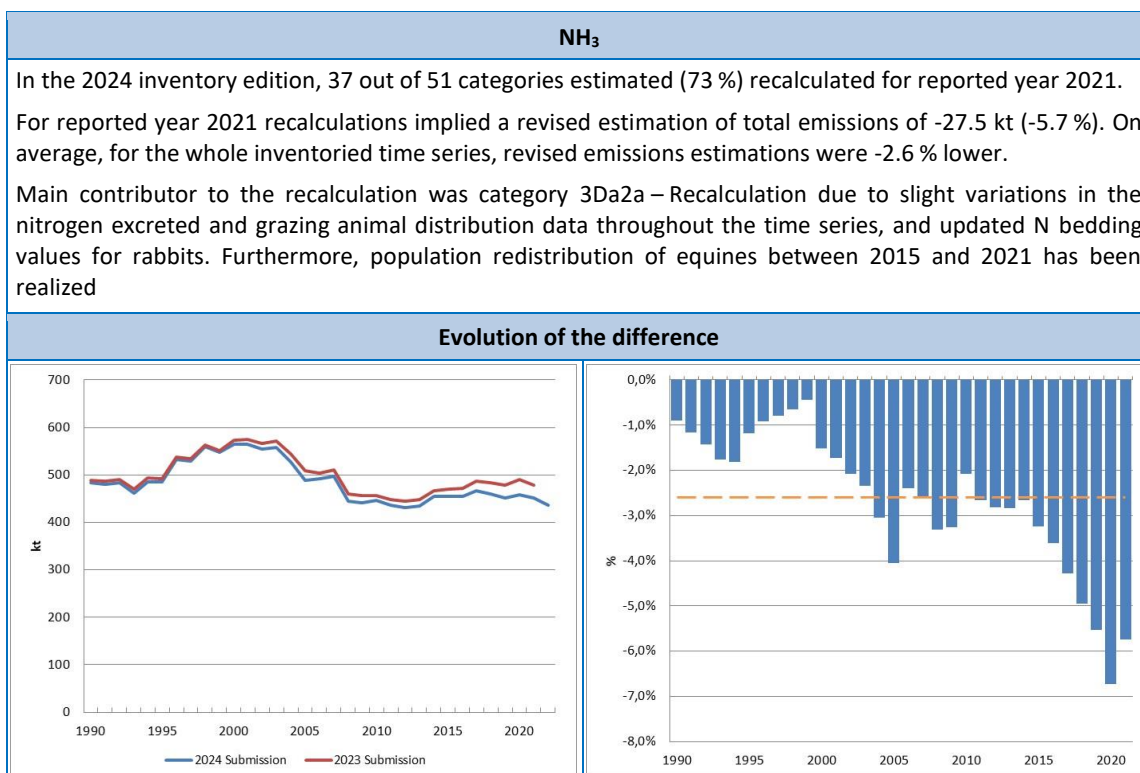 NH₃
In the 2024 inventory edition, 37 out of 51 categories estimated (73 %) recalculated for reported year 2021.
For reported year 2021 recalculations implied a revised estimation of total emissions of -27.5 kt (-5.7 %). On
average, for the whole inventoried time series, revised emissions estimations were -2.6 % lower.
Main contributor to the recalculation was category 3Da2a – Recalculation due to slight variations in the
nitrogen excreted and grazing animal distribution data throughout the time series, and updated N bedding
values for rabbits. Furthermore, population redistribution of equines between 2015 and 2021 has been
realized
Evolution of the difference
700
600
500
400
300
200
100
0
kt
1990 1995 2000 2005 2010 2015 2020
2024 Submission 2023 Submission
0,0%
-1,0%
-2,0%
-3,0%
-4,0%
-5,0%
-6,0%
-7,0%
-8,0%
%
1990 1995 2000 2005 2010 2015 2020